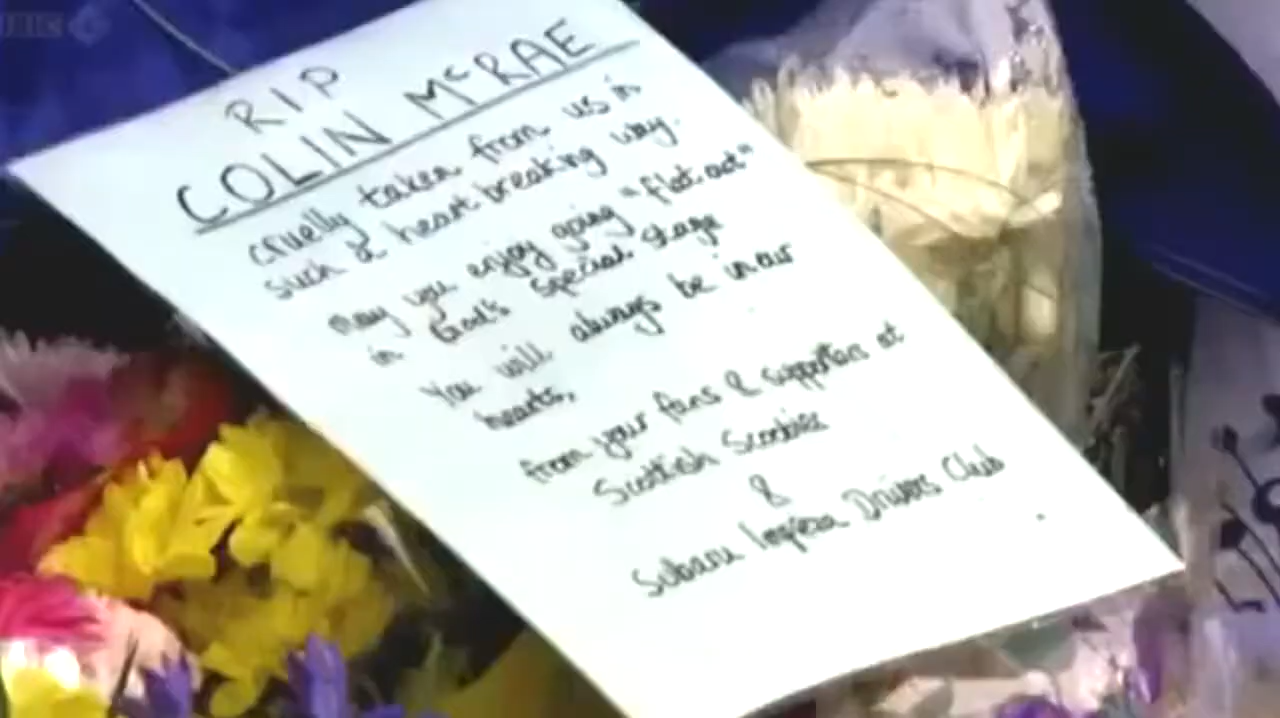 RIP
COLIN McRAE
cruelly taken from us in
such a heart breaking way.
May you enjoy going "flat out"
in God's special stage
You will always be in our
hearts,
from your fans & supporters at
Scottish Scoobies
&
Subaru Impreza Drivers Club